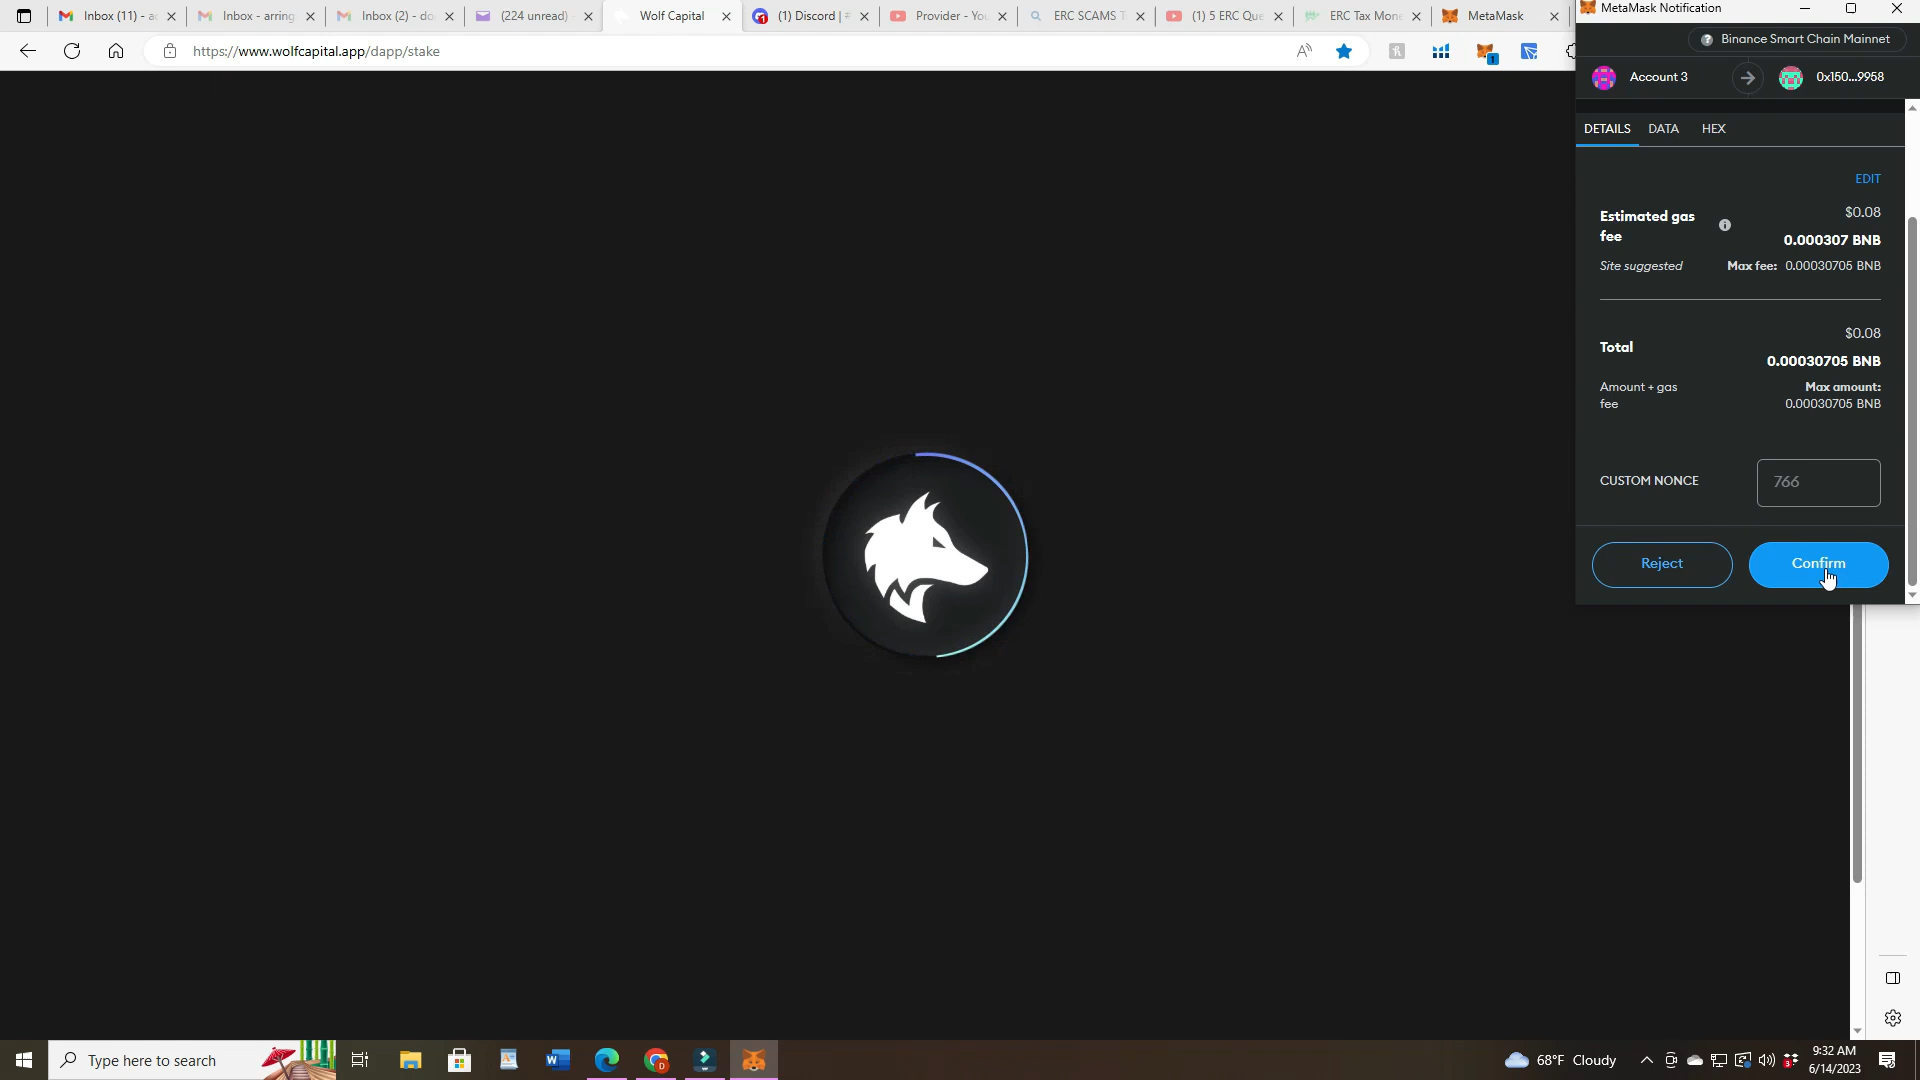 Inbox (11) - ac
Inbox - arring
Inbox (2) - do
(224 unread)
Wolf Capital
(1) Discord |
Provider - You
ERC SCAMS T
(1) 5 ERC Que
ERC Tax Mone
MetaMask
MetaMask Notification
https://www.wolfcapital.app/dapp/stake
1
Binance Smart Chain Mainnet
Account 3
0x150...9958
DETAILS
DATA
HEX
EDIT
Estimated gas
fee
$0.08
0.000307 BNB
Site suggested
Max fee: 0.00030705 BNB
Total
$0.08
0.00030705 BNB
Amount + gas
fee
Max amount:
0.00030705 BNB
CUSTOM NONCE
766
Reject
Confirm
Type here to search
68°F Cloudy
9:32 AM
6/14/2023